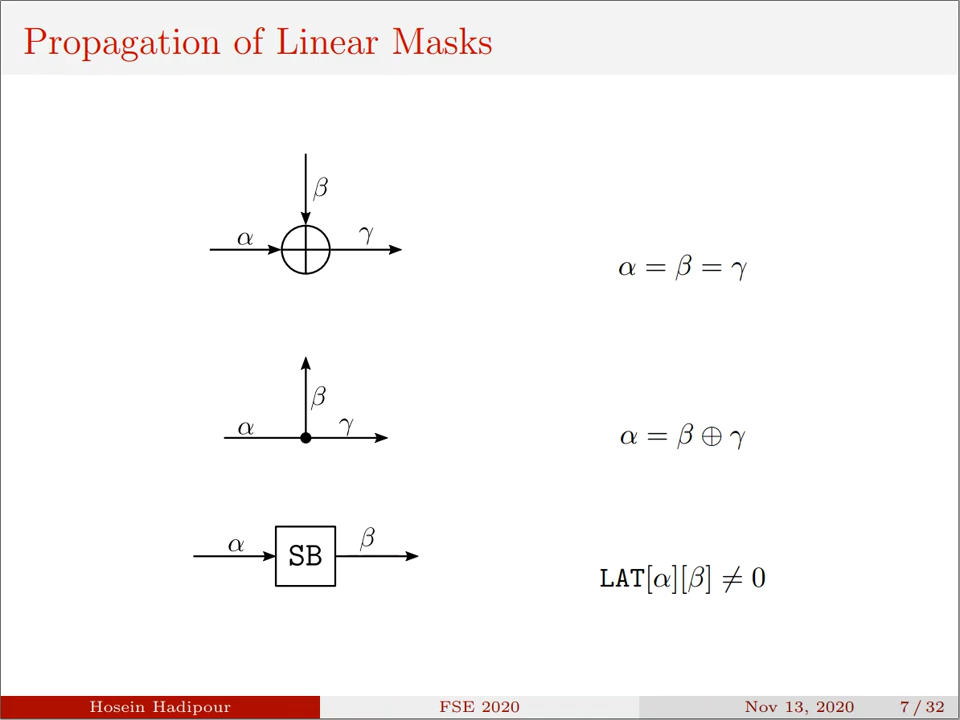 Propagation of Linear Masks
β
α γ
α = β = γ
β
α γ
α = β ⊕ γ
α SB β
LAT[α][β] ≠ 0
Hosein Hadipour FSE 2020 Nov 13, 2020 7 / 32